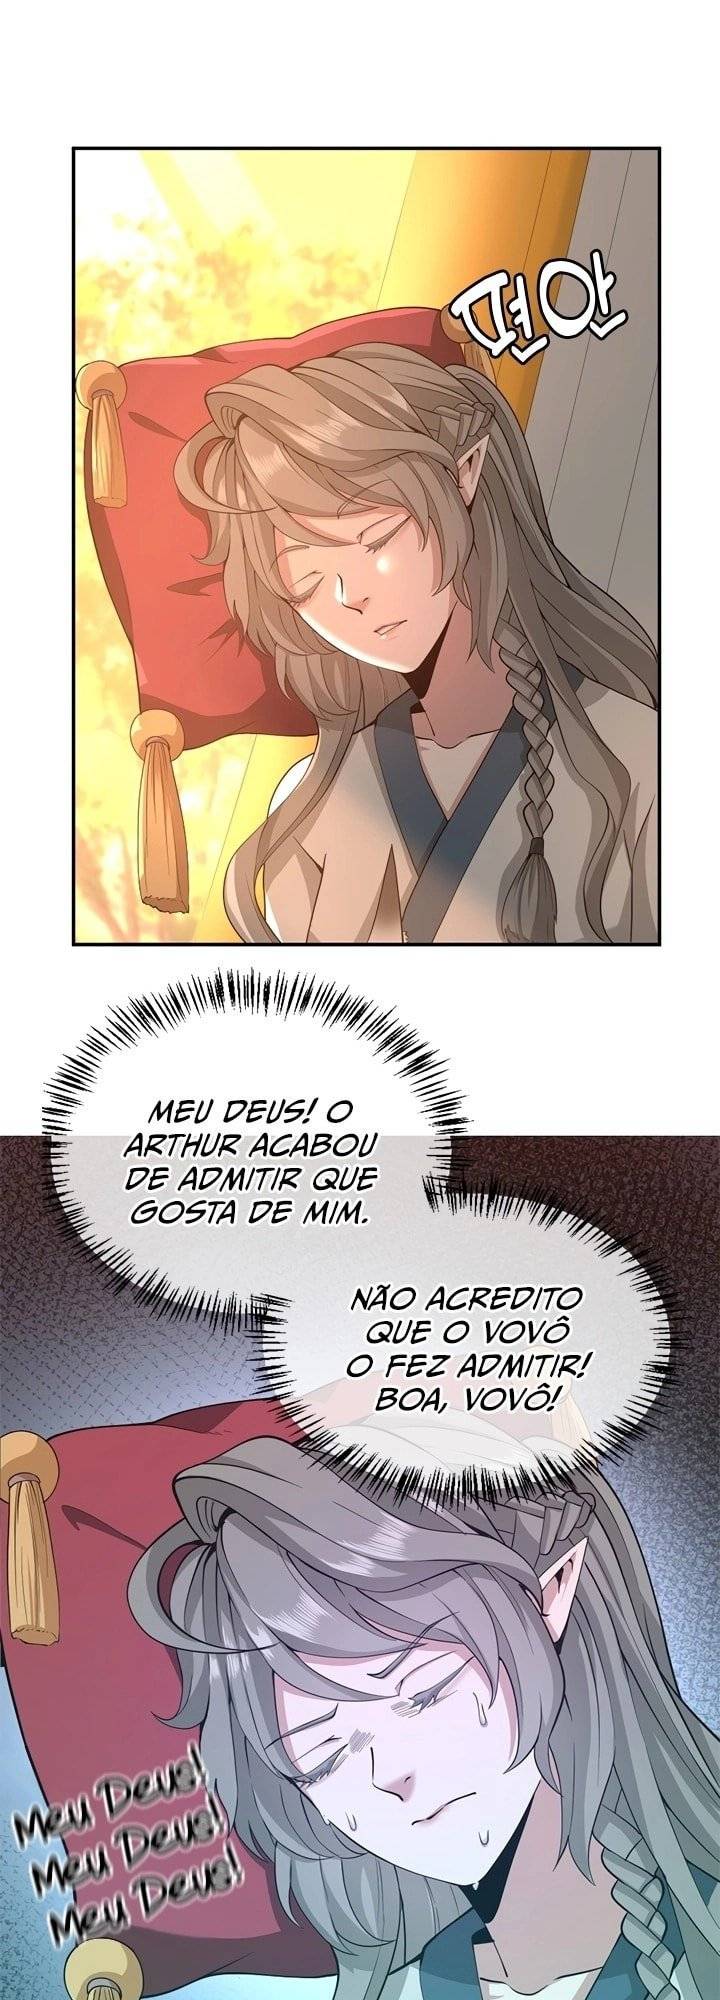 편안
MEU DEUS! O
ARTHUR ACABOU
DE ADMITIR QUE
GOSTA DE MIM.
NÃO ACREDITO
QUE O VOVÔ
O FEZ ADMITIR!
BOA, VOVÔ!
Meu Deus!
Meu Deus!
Meu Deus!